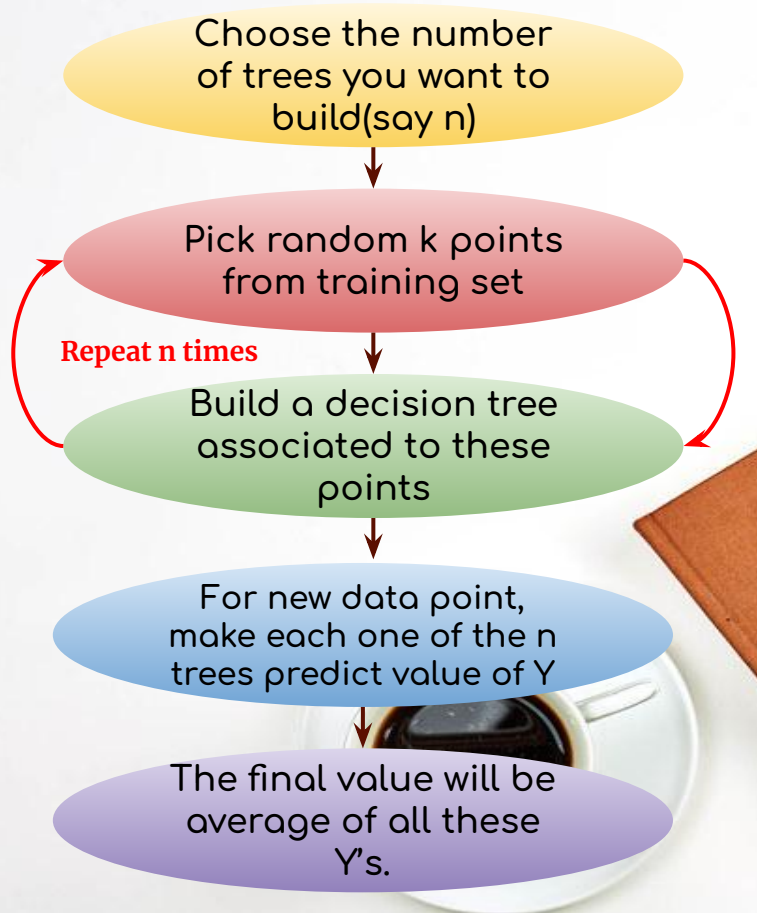 Choose the number
of trees you want to
build(say n)
Pick random k points
from training set
Repeat n times
Build a decision tree
associated to these
points
For new data point,
make each one of the n
trees predict value of Y
The final value will be
average of all these
Y's.